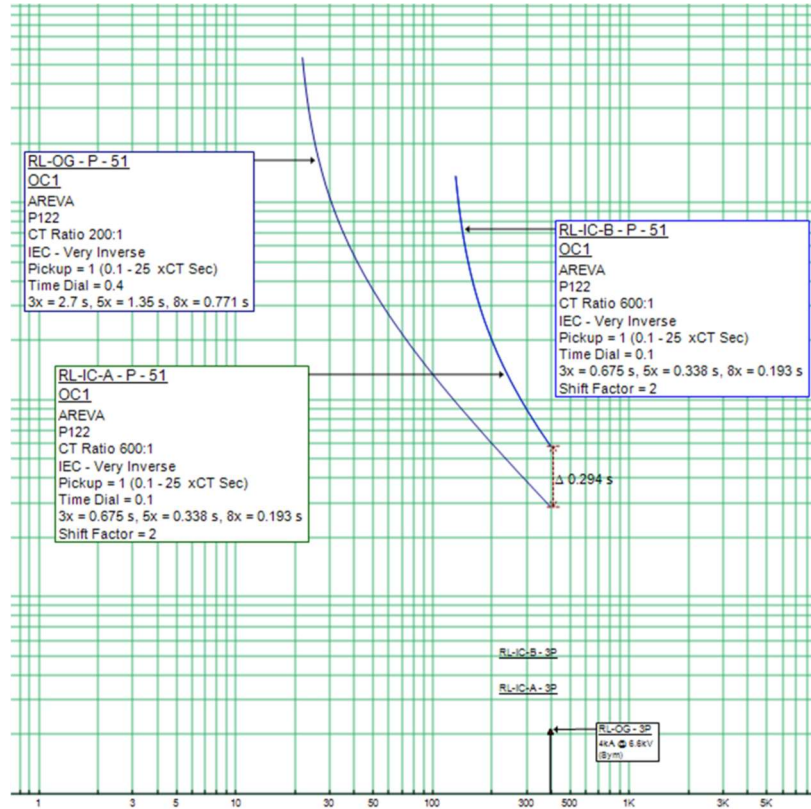 RL-OG - P - 51
OC1
AREVA
P122
CT Ratio 200:1
IEC - Very Inverse
Pickup = 1 (0.1 - 25 xCT Sec)
Time Dial = 0.4
3x = 2.7 s, 5x = 1.35 s, 8x = 0.771 s
RL-IC-B - P - 51
OC1
AREVA
P122
CT Ratio 600:1
IEC - Very Inverse
Pickup = 1 (0.1 - 25 xCT Sec)
Time Dial = 0.1
3x = 0.675 s, 5x = 0.338 s, 8x = 0.193 s
Shift Factor = 2
RL-IC-A - P - 51
OC1
AREVA
P122
CT Ratio 600:1
IEC - Very Inverse
Pickup = 1 (0.1 - 25 xCT Sec)
Time Dial = 0.1
3x = 0.675 s, 5x = 0.338 s, 8x = 0.193 s
Shift Factor = 2
Δ 0.294 s
RL-IC-B - 3P
RL-IC-A - 3P
RL-OG - 3P
4kA @ 6.6kV
(Sym)
1 3 5 10 30 50 100 300 500 1K 3K 5K